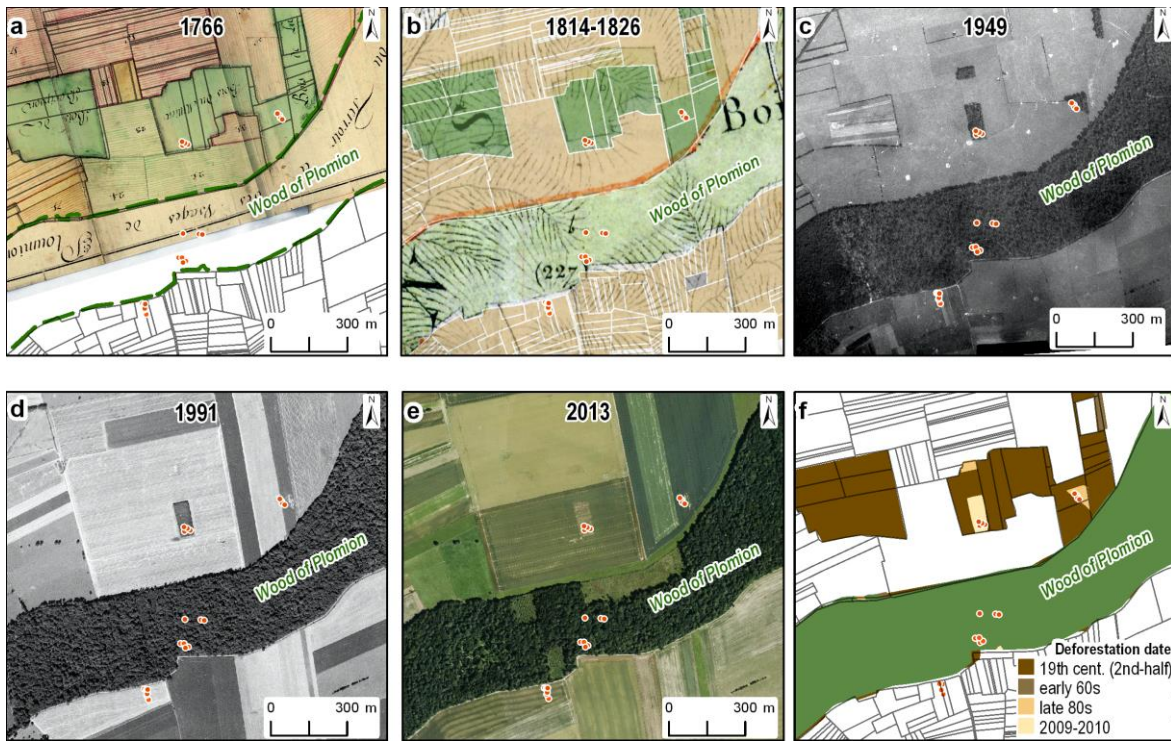 a
1766
N
Wood of Plomion
de
0
300 m
b
1814-1826
N
Boi
Wood of Plomion
(227)
0
300 m
c
1949
N
Wood of Plomion
0
300 m
d
1991
N
Wood of Plomion
0
300 m
e
2013
N
Wood of Plomion
0
300 m
f
N
Wood of Plomion
Deforestation date
19th cent. (2nd-half)
early 60s
late 80s
2009-2010